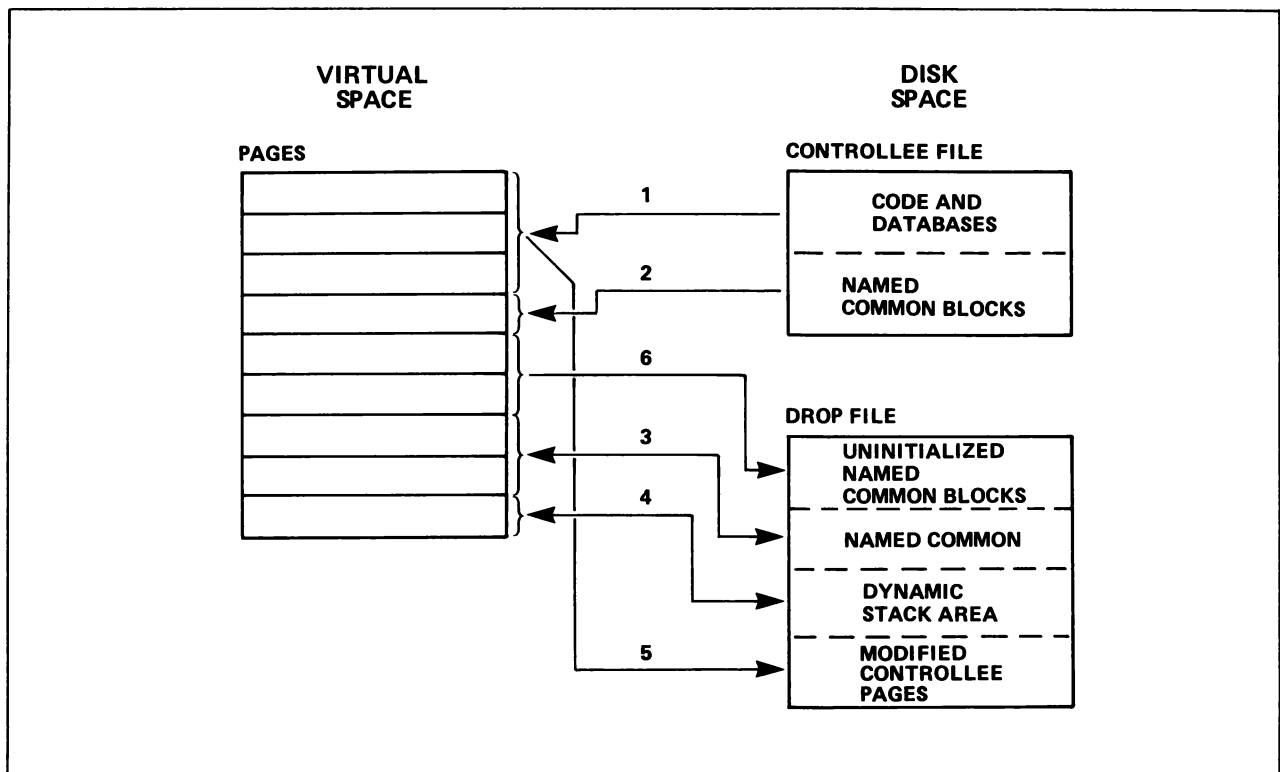 VIRTUAL
SPACE
DISK
SPACE
PAGES
CONTROLLEE FILE
1
CODE AND
DATABASES
2
NAMED
COMMON BLOCKS
6
DROP FILE
3
UNINITIALIZED
NAMED
COMMON BLOCKS
4
NAMED COMMON
DYNAMIC
STACK AREA
5
MODIFIED
CONTROLLEE
PAGES